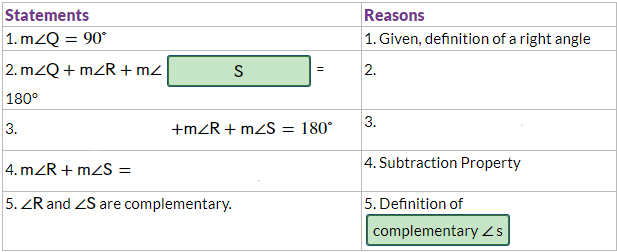 Statements Reasons
1. m∠Q = 90° 1. Given, definition of a right angle
2. m∠Q + m∠R + m∠ S = 2.
180°
3. +m∠R + m∠S = 180° 3.
4. m∠R + m∠S = 4. Subtraction Property
5. ∠R and ∠S are complementary. 5. Definition of
complementary ∠s